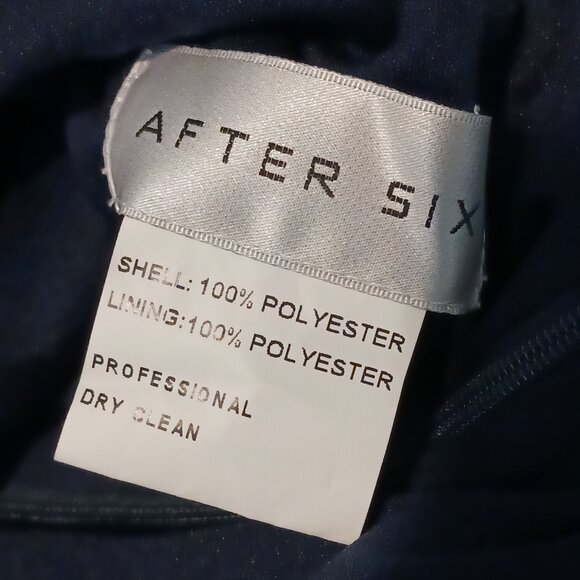 AFTER SIX
SHELL: 100% POLYESTER
LINING:100% POLYESTER
PROFESSIONAL
DRY CLEAN